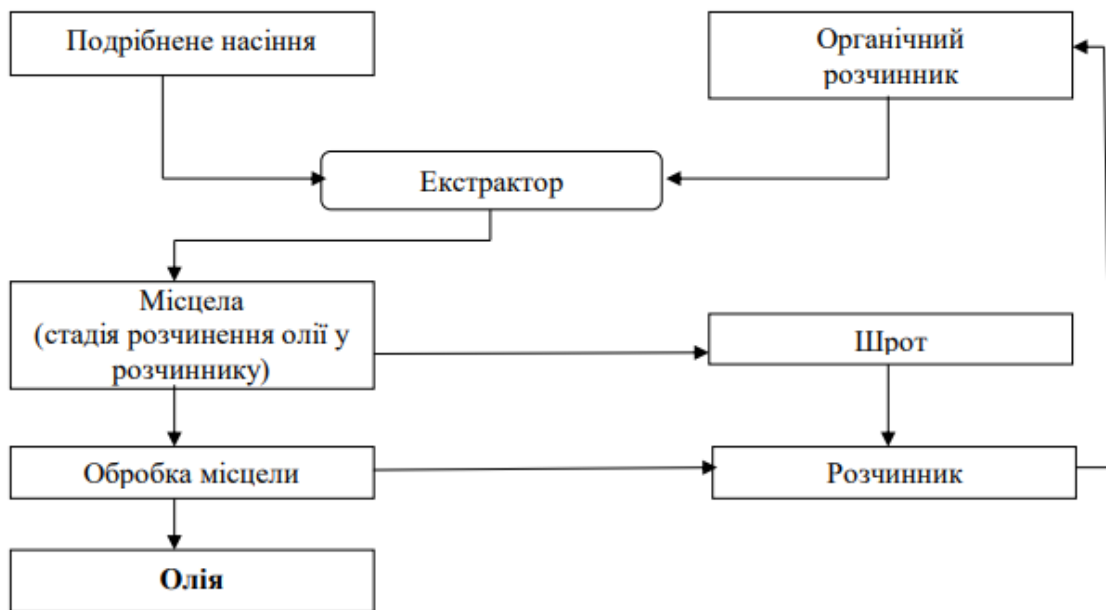 Подрібнене насіння
Органічний
розчинник
Екстрактор
Місцела
(стадія розчинення олії у
розчиннику)
Шрот
Обробка місцели
Розчинник
Олія